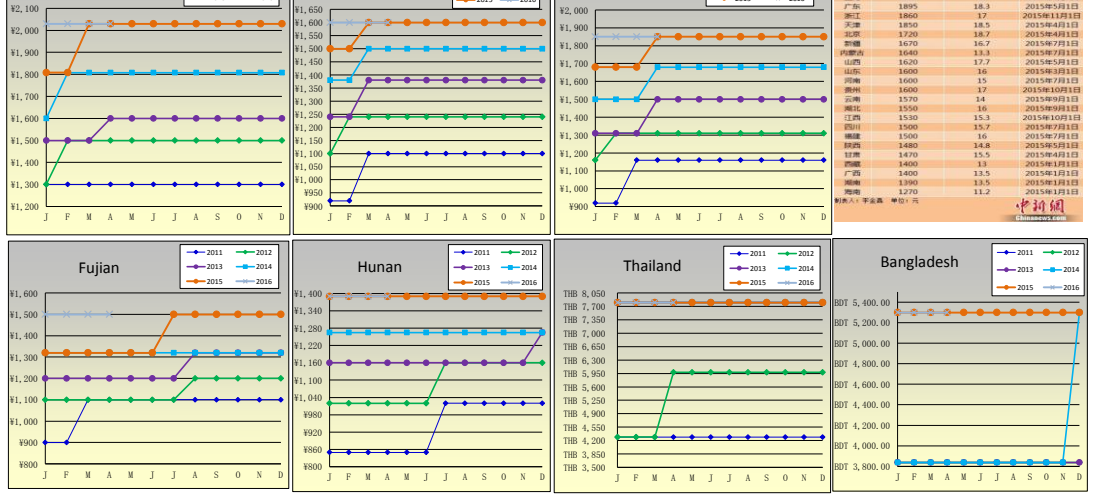 ¥2,100
¥2,000
¥1,900
¥1,800
¥1,700
¥1,600
¥1,500
¥1,400
¥1,300
¥1,200
J F M A M J J A S O N D
¥1,650
¥1,600
¥1,550
¥1,500
¥1,450
¥1,400
¥1,350
¥1,300
¥1,250
¥1,200
¥1,150
¥1,100
¥1,050
¥1,000
¥950
¥900
J F M A M J J A S O N D
¥2,000
¥1,900
¥1,800
¥1,700
¥1,600
¥1,500
¥1,400
¥1,300
¥1,200
¥1,100
¥1,000
¥900
J F M A M J J A S O N D
广东 1895 18.3 2015年5月1日
浙江 1860 17 2015年11月1日
天津 1850 18.5 2015年4月1日
北京 1720 18.7 2015年4月1日
新疆 1670 16.7 2015年7月1日
内蒙古 1640 13.3 2015年7月1日
山西 1620 17.7 2015年5月1日
山东 1600 16 2015年3月1日
河南 1600 15 2015年7月1日
贵州 1600 17 2015年10月1日
云南 1570 14 2015年9月1日
湖北 1550 16 2015年9月1日
江西 1530 15.3 2015年10月1日
四川 1500 15.7 2015年7月1日
福建 1500 16 2015年7月1日
陕西 1480 14.8 2015年5月1日
甘肃 1470 15.5 2015年4月1日
西藏 1400 13 2015年1月1日
广西 1400 13.5 2015年1月1日
湖南 1390 13.5 2015年1月1日
海南 1270 11.2 2015年1月1日
制表人：李金磊 单位：元
中新網
Chinanews.com
Fujian
2011 2012
2013 2014
2015 2016
¥1,600
¥1,500
¥1,400
¥1,300
¥1,200
¥1,100
¥1,000
¥900
¥800
J F M A M J J A S O N D
Hunan
2011 2012
2013 2014
2015 2016
¥1,400
¥1,340
¥1,280
¥1,220
¥1,160
¥1,100
¥1,040
¥980
¥920
¥860
¥800
J F M A M J J A S O N D
Thailand
2011 2012
2013 2014
2015 2016
THB 8,050
THB 7,700
THB 7,350
THB 7,000
THB 6,650
THB 6,300
THB 5,950
THB 5,600
THB 5,250
THB 4,900
THB 4,550
THB 4,200
THB 3,850
THB 3,500
J F M A M J J A S O N D
Bangladesh
2011 2012
2013 2014
2015 2016
BDT 5,400.00
BDT 5,200.00
BDT 5,000.00
BDT 4,800.00
BDT 4,600.00
BDT 4,400.00
BDT 4,200.00
BDT 4,000.00
BDT 3,800.00
J F M A M J J A S O N D